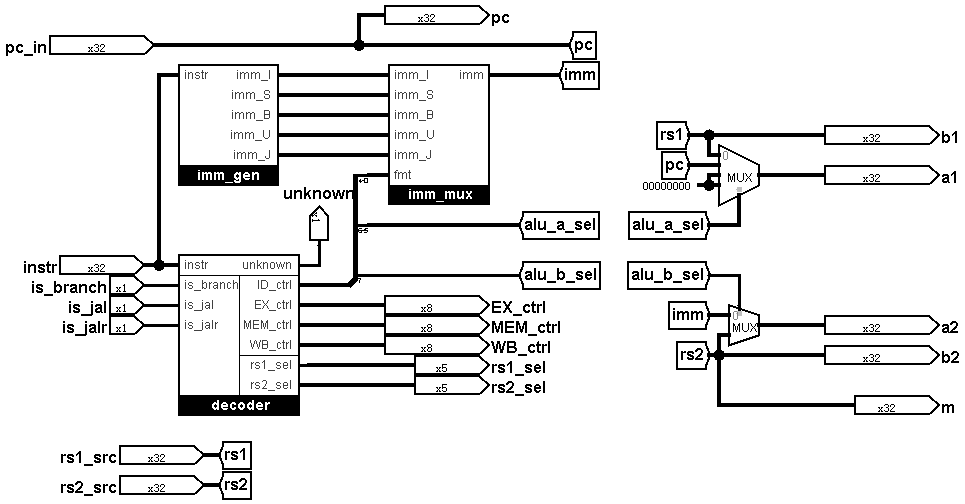 x32 pc
pc_in x32 pc
instr imm_I imm_I imm imm
imm_S imm_S
imm_B imm_B
imm_U imm_U
imm_J imm_J
fmt
imm_gen imm_mux
unknown
x1
alu_a_sel
alu_b_sel
instr x32 instr unknown
is_branch x1 is_branch ID_ctrl
is_jal x1 is_jal EX_ctrl x8 EX_ctrl
is_jalr x1 is_jalr MEM_ctrl x8 MEM_ctrl
WB_ctrl x8 WB_ctrl
rs1_sel x5 rs1_sel
rs2_sel x5 rs2_sel
decoder
rs1_src x32 rs1
rs2_src x32 rs2
rs1 x32 b1
0
pc MUX x32 a1
00000000
alu_a_sel
alu_b_sel
imm 0
MUX x32 a2
rs2 x32 b2
x32 m